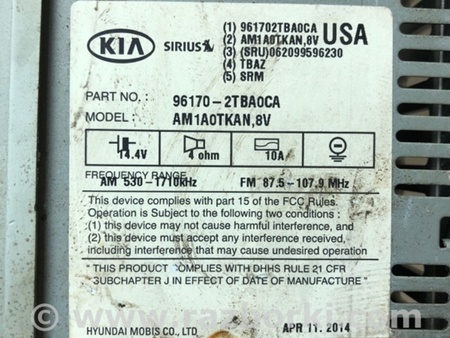 KIA SIRIUS (1) 961702TBA0CA USA
(2) AM1A0TKAN,8V
(3) (SRU)062099596230
(4) TBAZ
(5) SRM
PART NO. : 96170-2TBA0CA
MODEL : AM1A0TKAN,8V
14.4V 4 ohm 10A
FREQUENCY RANGE
AM 530-1710kHz FM 87.5-107.9 MHz
This device complies with part 15 of the FCC Rules.
Operation is Subject to the following two conditions :
(1) this device may not cause harmful interference, and
(2) this device must accept any interference received,
including interference that may cause undesired operation
" THIS PRODUCT COMPLIES WITH DHHS RULE 21 CFR
SUBCHAPTER J IN EFFECT OF DATE OF MANUFACTURE "
HYUNDAI MOBIS CO., LTD. APR 11. 2014